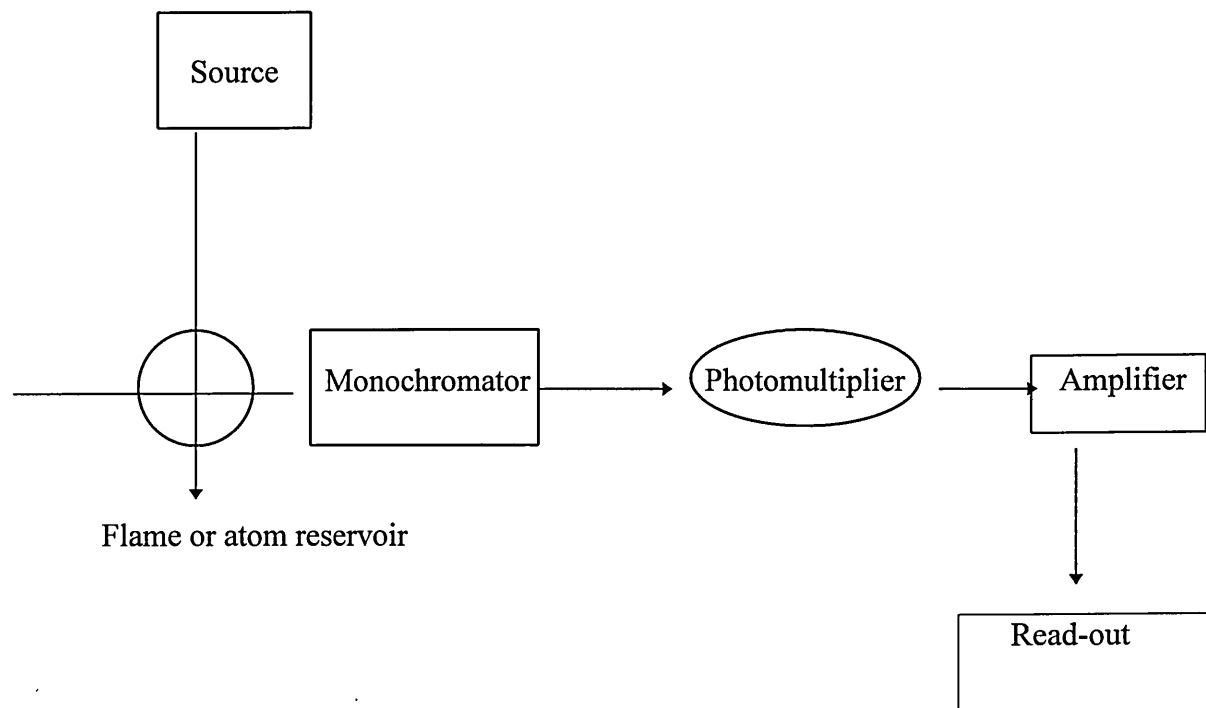 Source
Monochromator
Photomultiplier
Amplifier
Flame or atom reservoir
Read-out